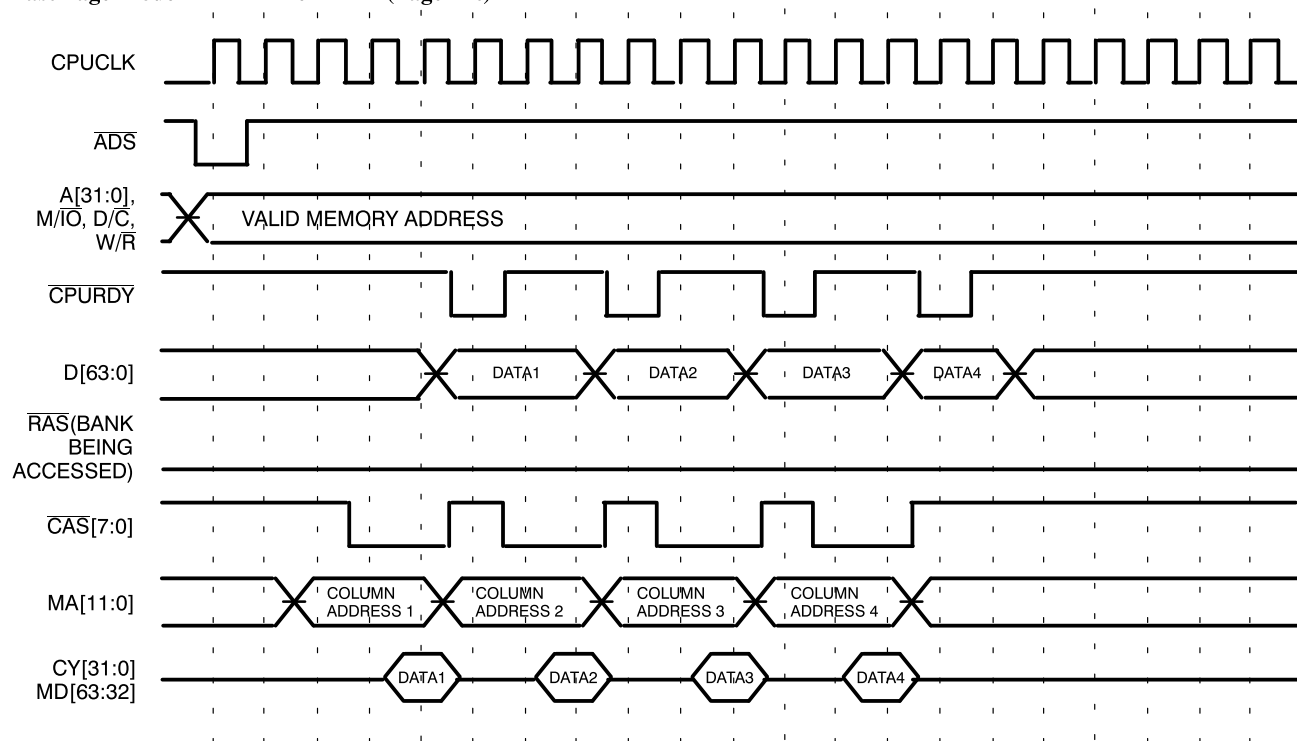 CPUCLK
ADS
A[31:0],
M/IO, D/C,
W/R
VALID MEMORY ADDRESS
CPURDY
D[63:0]
DATA1
DATA2
DATA3
DATA4
RAS(BANK
BEING
ACCESSED)
CAS[7:0]
MA[11:0]
COLUMN
ADDRESS 1
COLUMN
ADDRESS 2
COLUMN
ADDRESS 3
COLUMN
ADDRESS 4
CY[31:0]
MD[63:32]
DATA1
DATA2
DATA3
DATA4